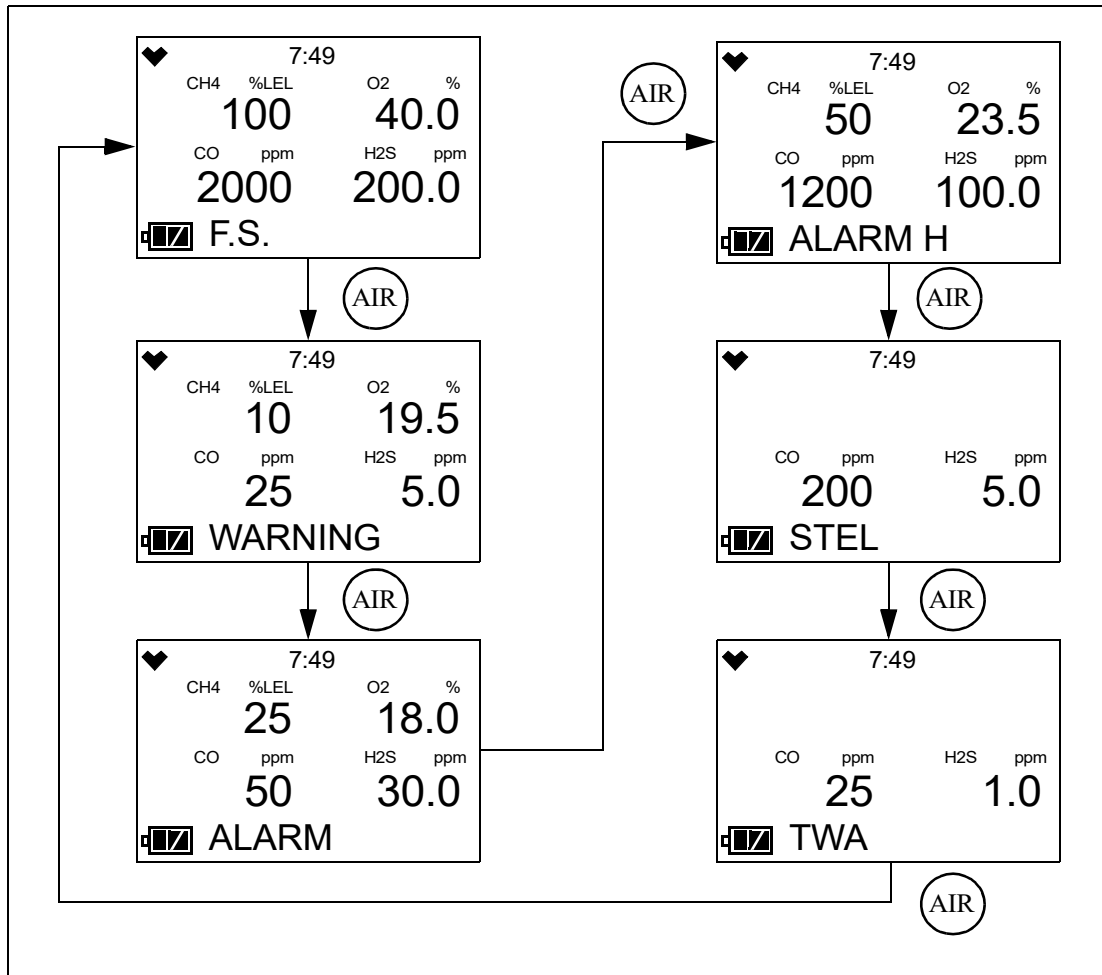 7:49
CH4 %LEL O2 %
100 40.0
CO ppm H2S ppm
2000 200.0
F.S.
AIR
7:49
CH4 %LEL O2 %
10 19.5
CO ppm H2S ppm
25 5.0
WARNING
AIR
7:49
CH4 %LEL O2 %
25 18.0
CO ppm H2S ppm
50 30.0
ALARM
AIR
7:49
CH4 %LEL O2 %
50 23.5
CO ppm H2S ppm
1200 100.0
ALARM H
AIR
7:49
CO ppm H2S ppm
200 5.0
STEL
AIR
7:49
CO ppm H2S ppm
25 1.0
TWA
AIR